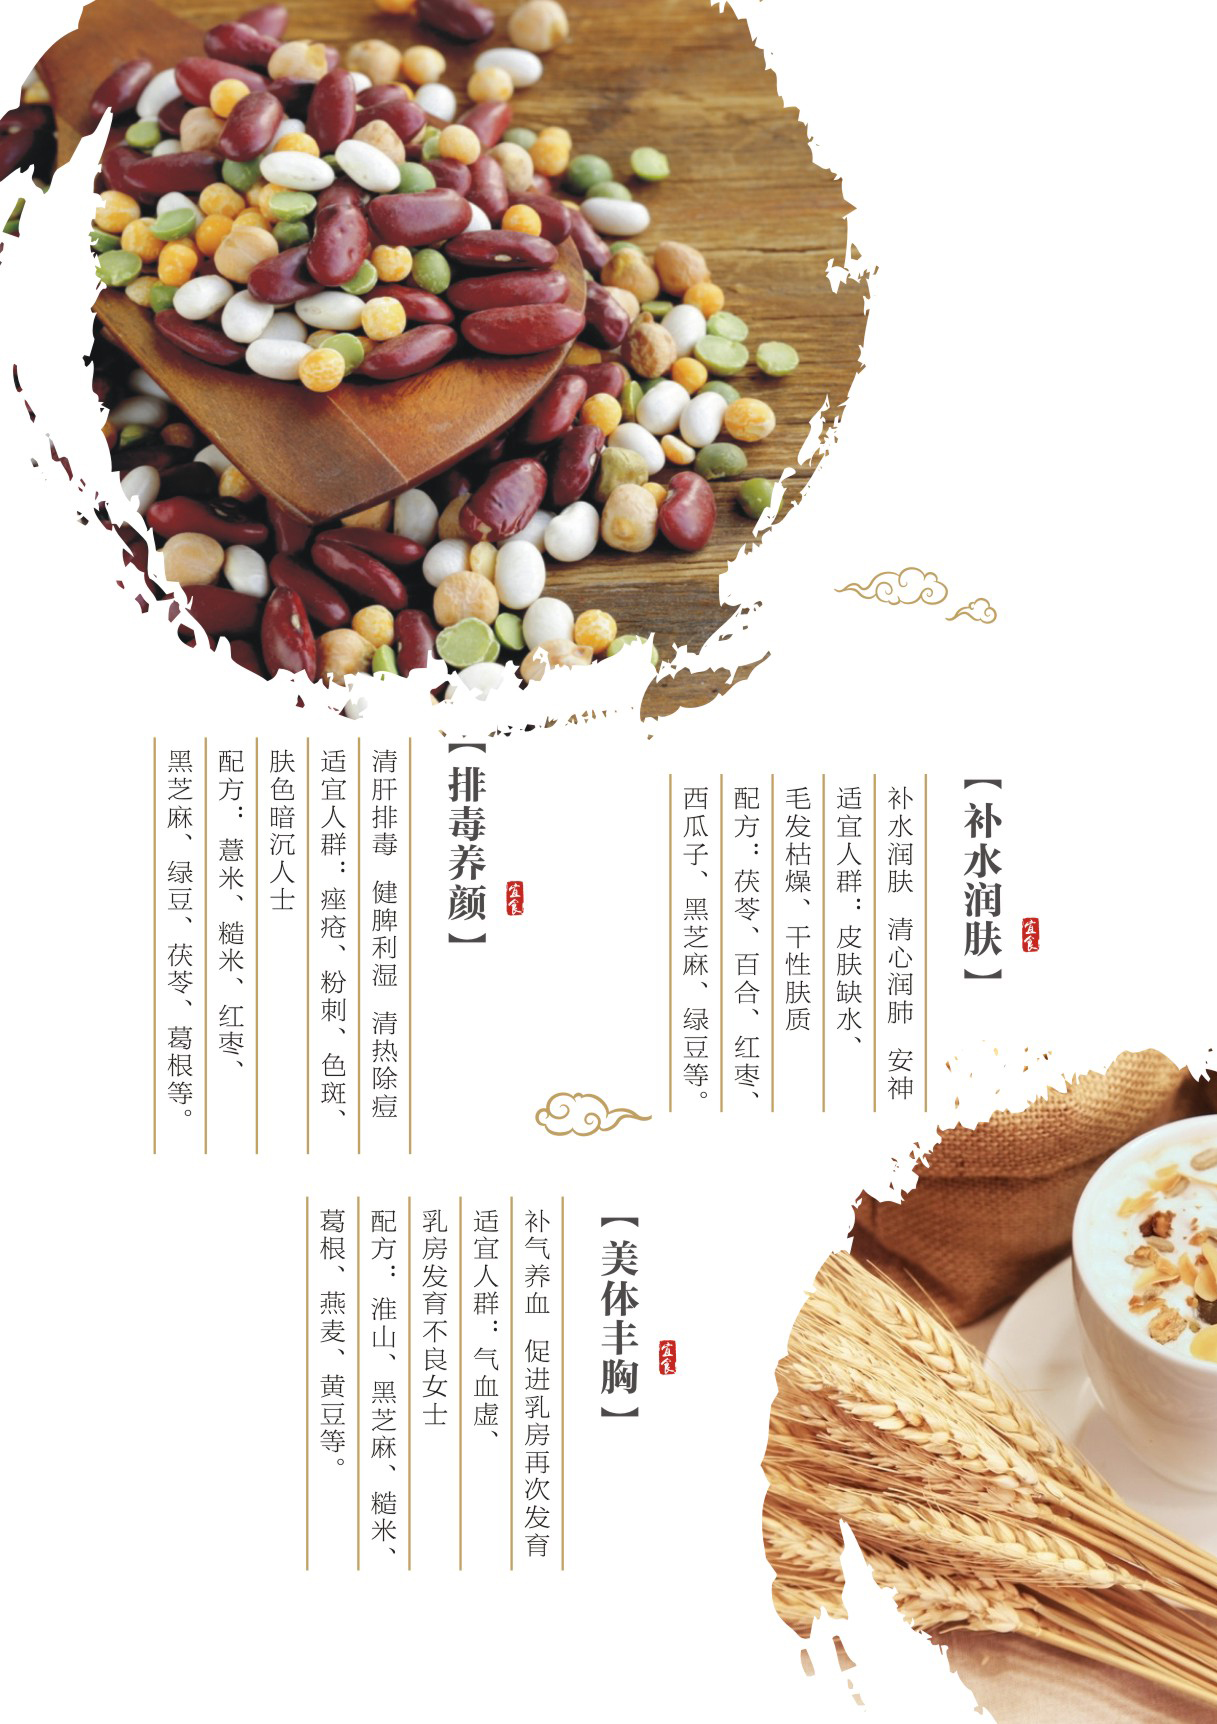 【补水润肤】
宜食
补水润肤 清心润肺 安神
适宜人群：皮肤缺水、
毛发枯燥、干性肤质
配方：茯苓、百合、红枣、
西瓜子、黑芝麻、绿豆等。
【排毒养颜】
宜食
清肝排毒 健脾利湿 清热除痘
适宜人群：痤疮、粉刺、色斑、
肤色暗沉人士
配方：薏米、糙米、红枣、
黑芝麻、绿豆、茯苓、葛根等。
【美体丰胸】
宜食
补气养血 促进乳房再次发育
适宜人群：气血虚、
乳房发育不良女士
配方：淮山、黑芝麻、糙米、
葛根、燕麦、黄豆等。